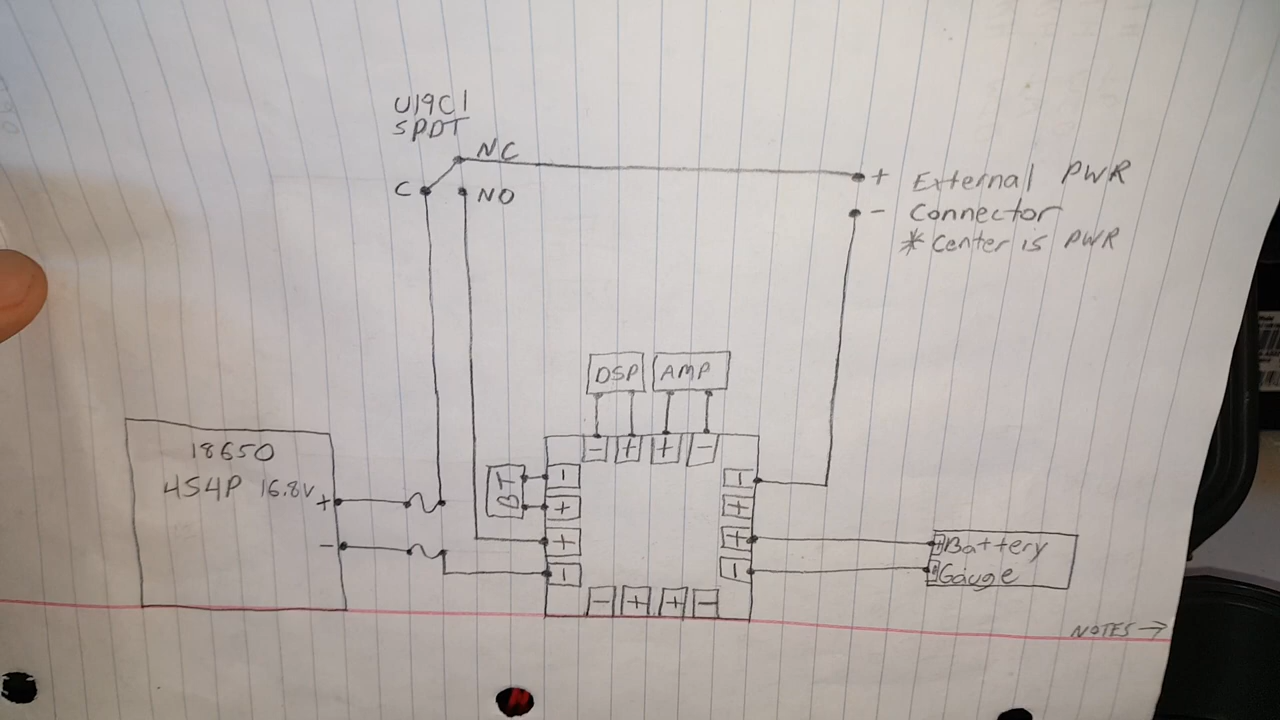 U19C1
SPDT
NC
C
NO
+ External PWR
- Connector
* Center is PWR
DSP
AMP
18650
4S4P 16.8V
+
-
BT
- + + -
-
+
+
-
-
+
+
-
- + + -
+ Battery
- Gauge
NOTES →